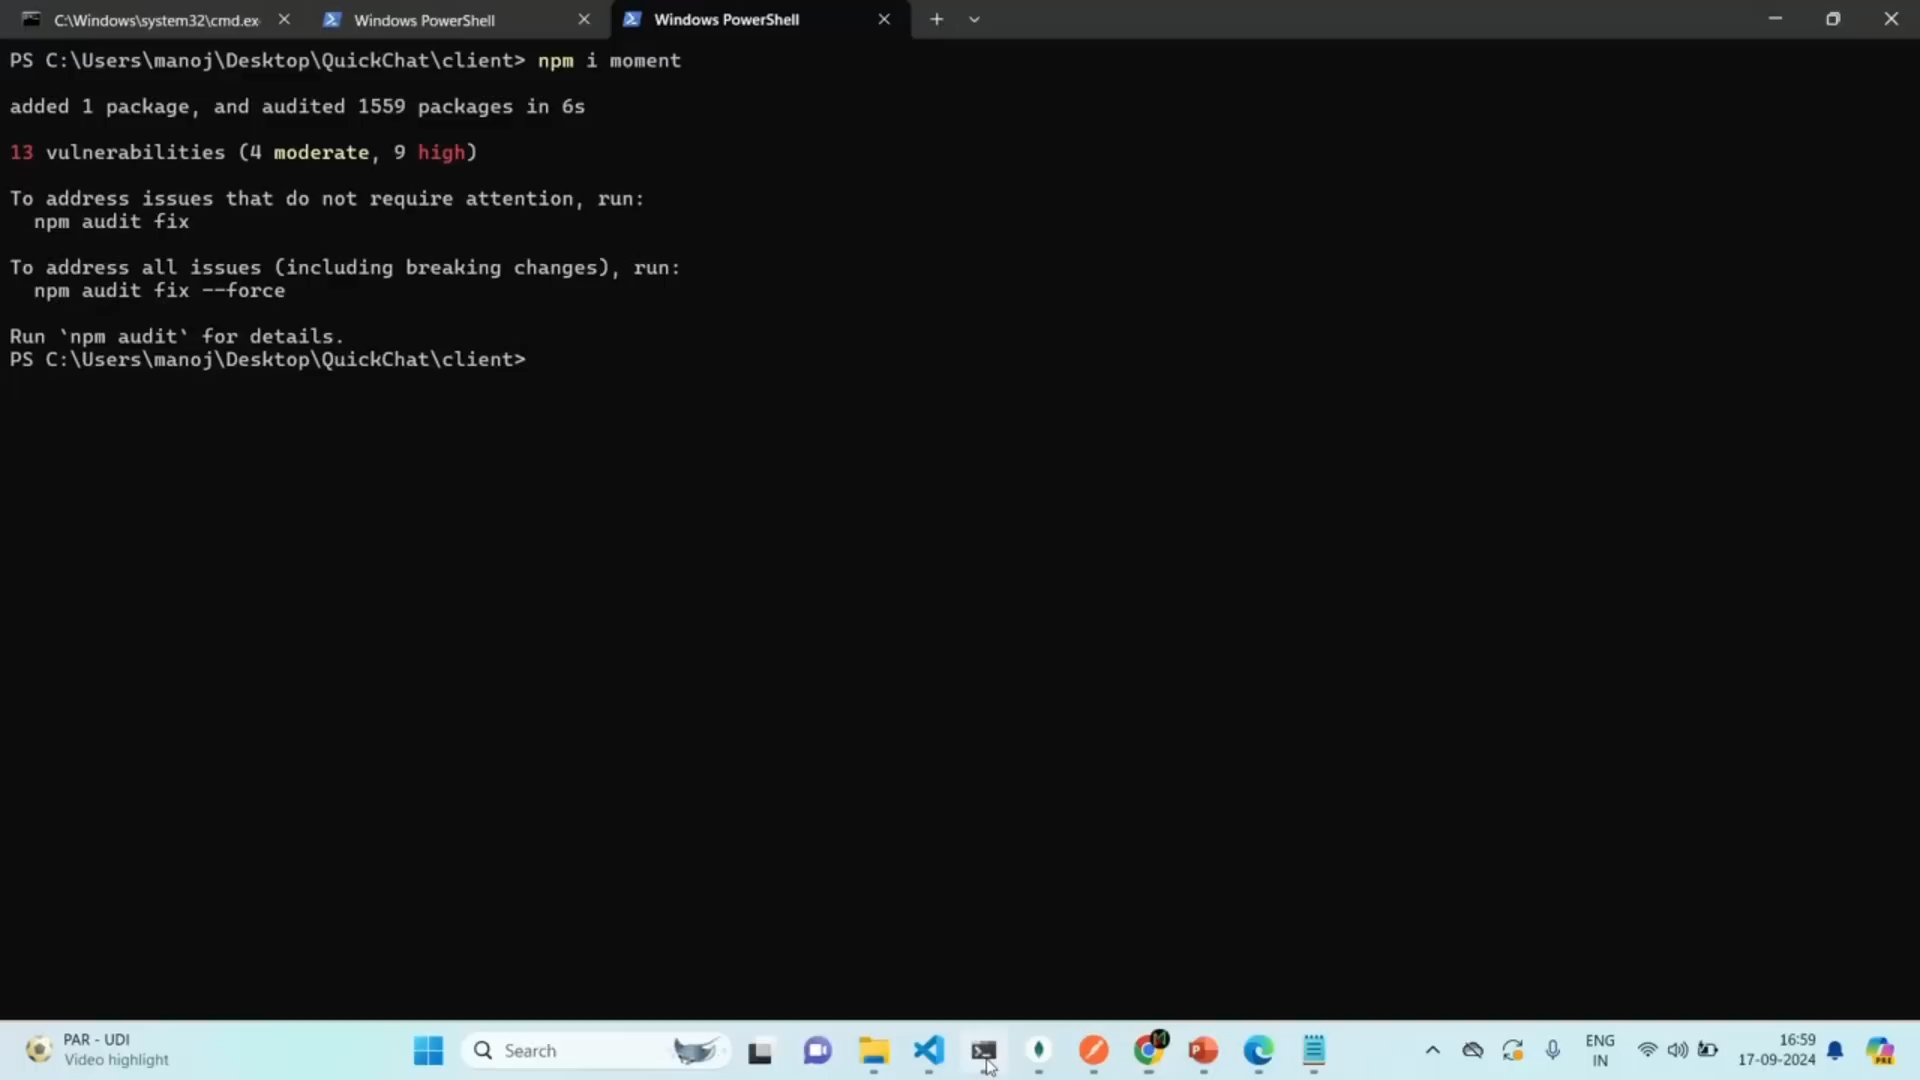 C:\Windows\system32\cmd.ex
Windows PowerShell
Windows PowerShell
PS C:\Users\manoj\Desktop\QuickChat\client> npm i moment
added 1 package, and audited 1559 packages in 6s
13 vulnerabilities (4 moderate, 9 high)
To address issues that do not require attention, run:
npm audit fix
To address all issues (including breaking changes), run:
npm audit fix --force
Run `npm audit` for details.
PS C:\Users\manoj\Desktop\QuickChat\client>
PAR - UDI
Video highlight
Search
ENG
IN
16:59
17-09-2024
PRE